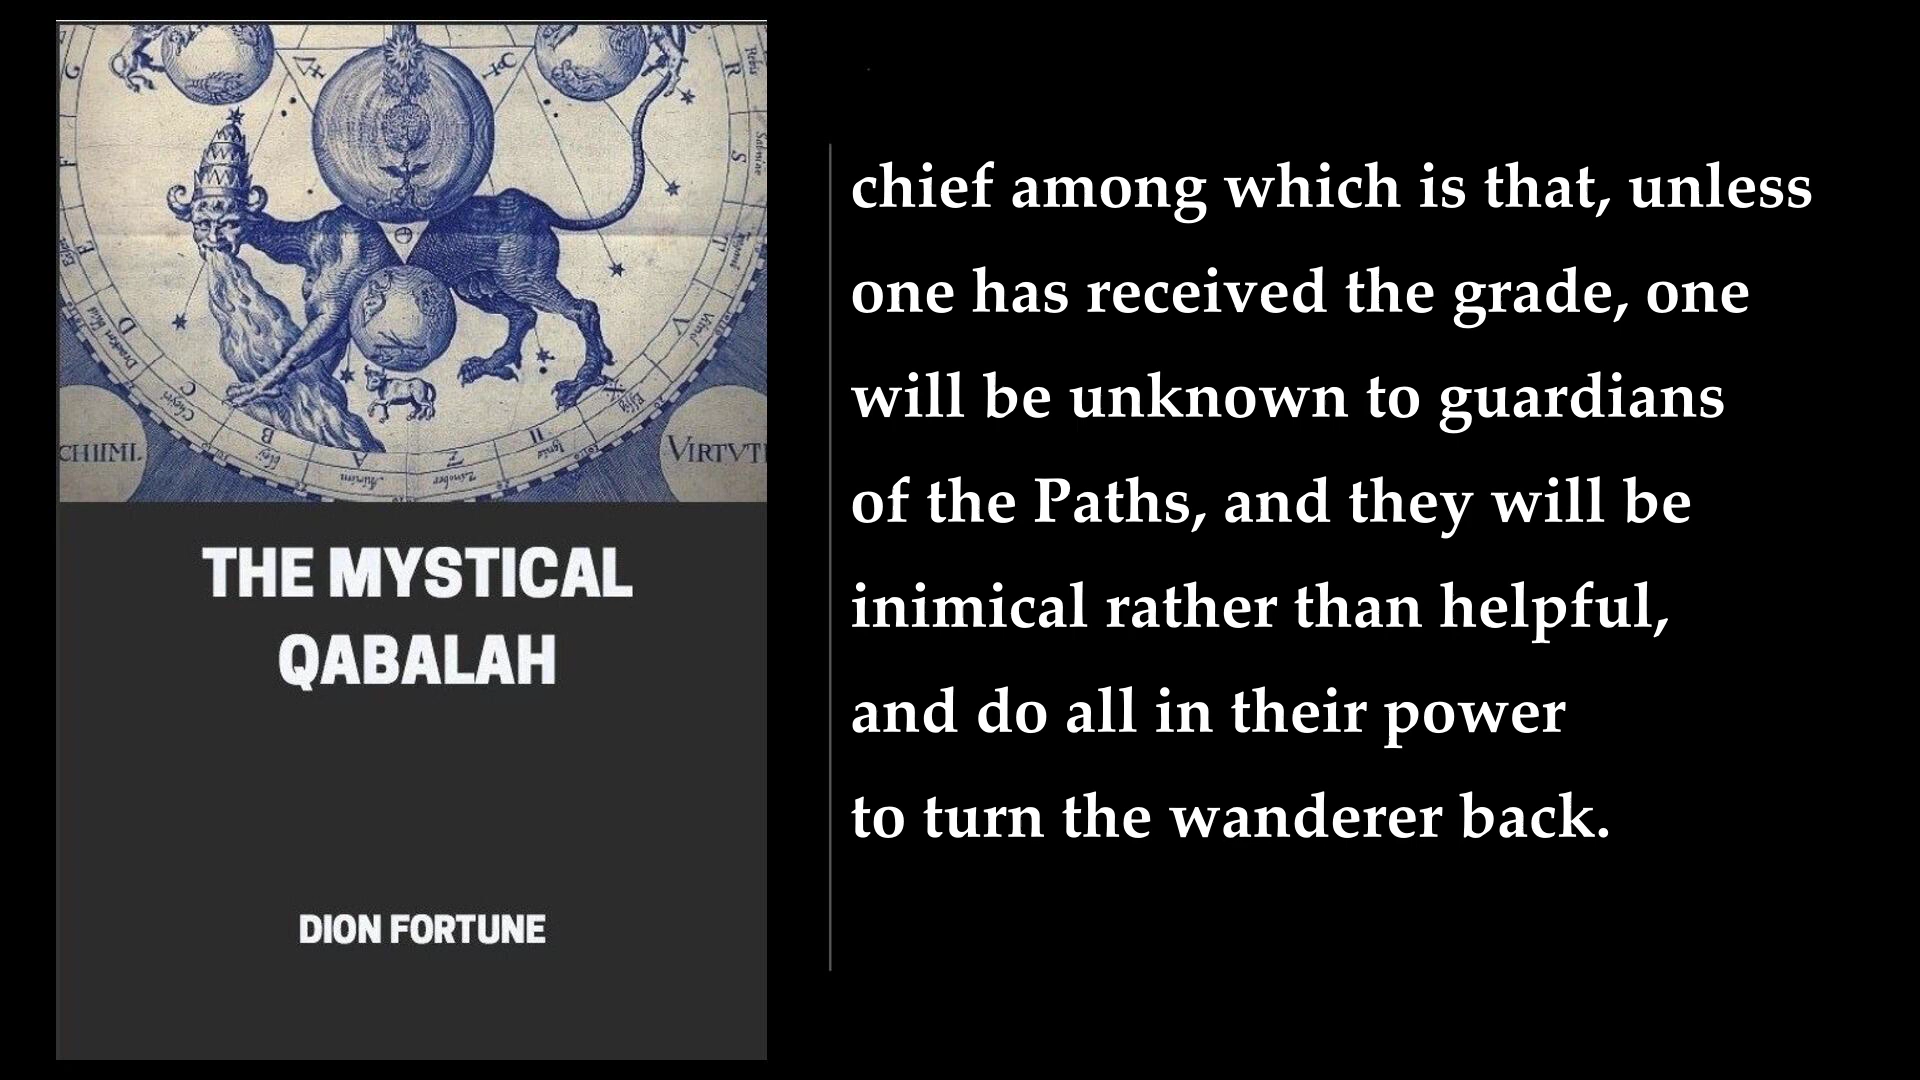 CHIIMI.
VIRTVTI
THE MYSTICAL
QABALAH
DION FORTUNE
chief among which is that, unless
one has received the grade, one
will be unknown to guardians
of the Paths, and they will be
inimical rather than helpful,
and do all in their power
to turn the wanderer back.